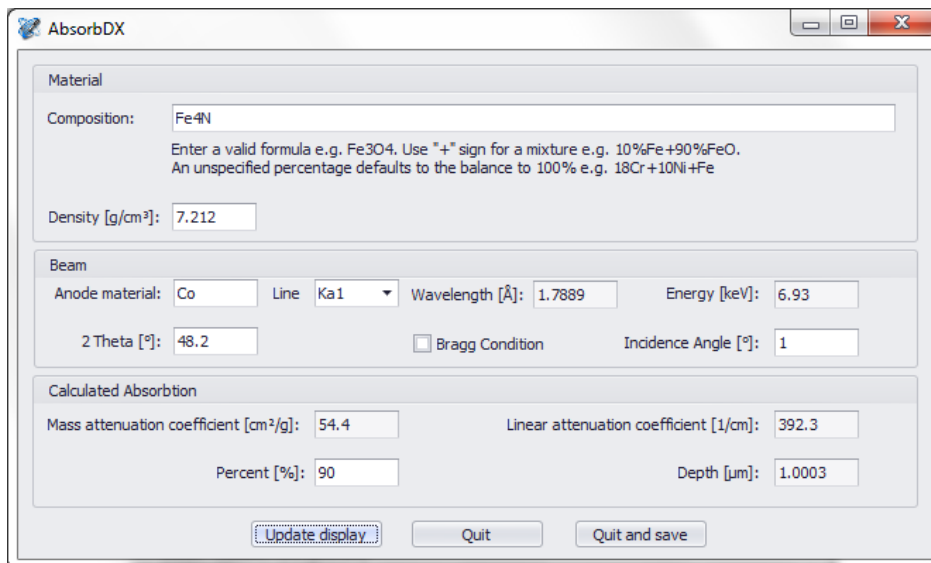 AbsorbDX
Material
Composition: Fe4N
Enter a valid formula e.g. Fe3O4. Use "+" sign for a mixture e.g. 10%Fe+90%FeO.
An unspecified percentage defaults to the balance to 100% e.g. 18Cr+10Ni+Fe
Density [g/cm³]: 7.212
Beam
Anode material: Co Line Ka1 Wavelength [Å]: 1.7889 Energy [keV]: 6.93
2 Theta [º]: 48.2 Bragg Condition Incidence Angle [º]: 1
Calculated Absorbtion
Mass attenuation coefficient [cm²/g]: 54.4 Linear attenuation coefficient [1/cm]: 392.3
Percent [%]: 90 Depth [µm]: 1.0003
Update display Quit Quit and save